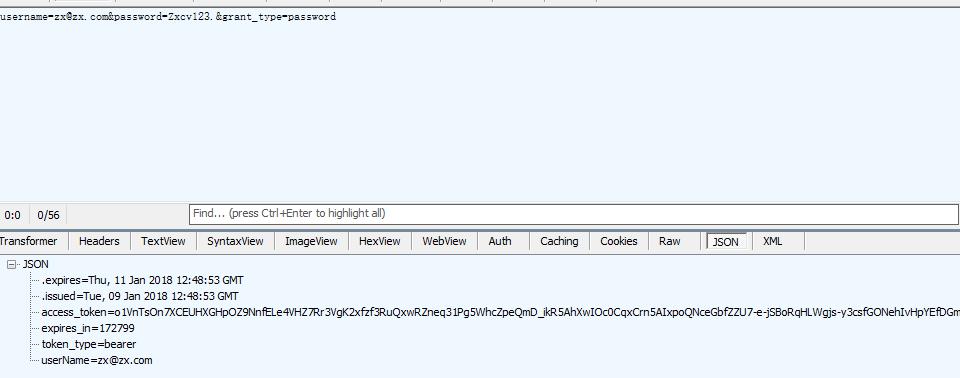 username=zx@zx.com&password=Zxcv123.&grant_type=password
0:0 0/56 Find... (press Ctrl+Enter to highlight all)
Transformer Headers TextView SyntaxView ImageView HexView WebView Auth Caching Cookies Raw JSON XML
JSON
.expires=Thu, 11 Jan 2018 12:48:53 GMT
.issued=Tue, 09 Jan 2018 12:48:53 GMT
access_token=o1VnTsOn7XCEUHXGHpOZ9NnfELe4VHZ7Rr3VgK2xfzf3RuQxwRZneq31Pg5WhcZpeQmD_ikR5AhXwIOc0CqxCrn5AIxpoQNceGbfZZU7-e-jSBoRqHLWgjs-y3csfGONehIvHpYEfDGm
expires_in=172799
token_type=bearer
userName=zx@zx.com